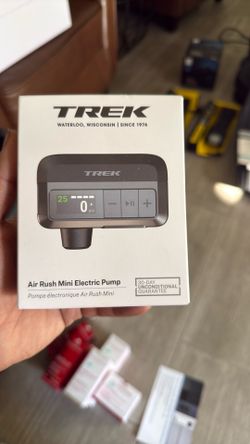 TREK
WATERLOO, WISCONSIN | SINCE 1976
25
0
TREK
Air Rush Mini Electric Pump
Pompe électronique Air Rush Mini
30-DAY
UNCONDITIONAL
GUARANTEE